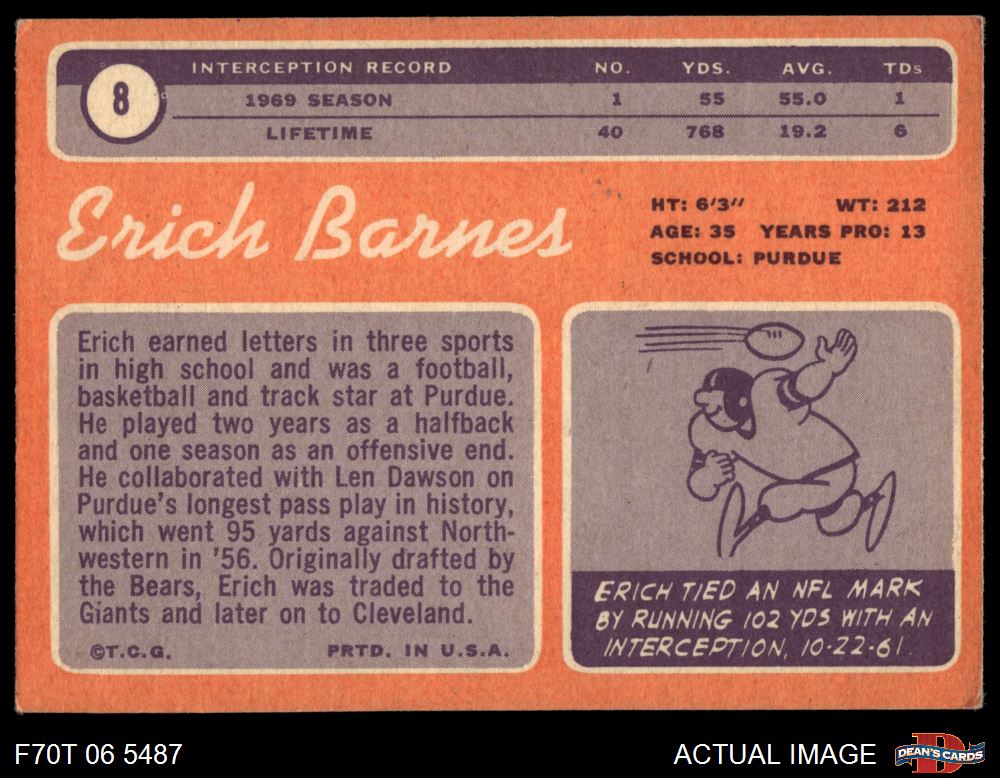 8
INTERCEPTION RECORD NO. YDS. AVG. TDs
1969 SEASON 1 55 55.0 1
LIFETIME 40 768 19.2 6
Erich Barnes
HT: 6'3" WT: 212
AGE: 35 YEARS PRO: 13
SCHOOL: PURDUE
Erich earned letters in three sports
in high school and was a football,
basketball and track star at Purdue.
He played two years as a halfback
and one season as an offensive end.
He collaborated with Len Dawson on
Purdue's longest pass play in history,
which went 95 yards against North-
western in '56. Originally drafted by
the Bears, Erich was traded to the
Giants and later on to Cleveland.
©T.C.G. PRTD. IN U.S.A.
ERICH TIED AN NFL MARK
BY RUNNING 102 YDS WITH AN
INTERCEPTION, 10-22-61.
F70T 06 5487
ACTUAL IMAGE
D
DEAN'S CARDS